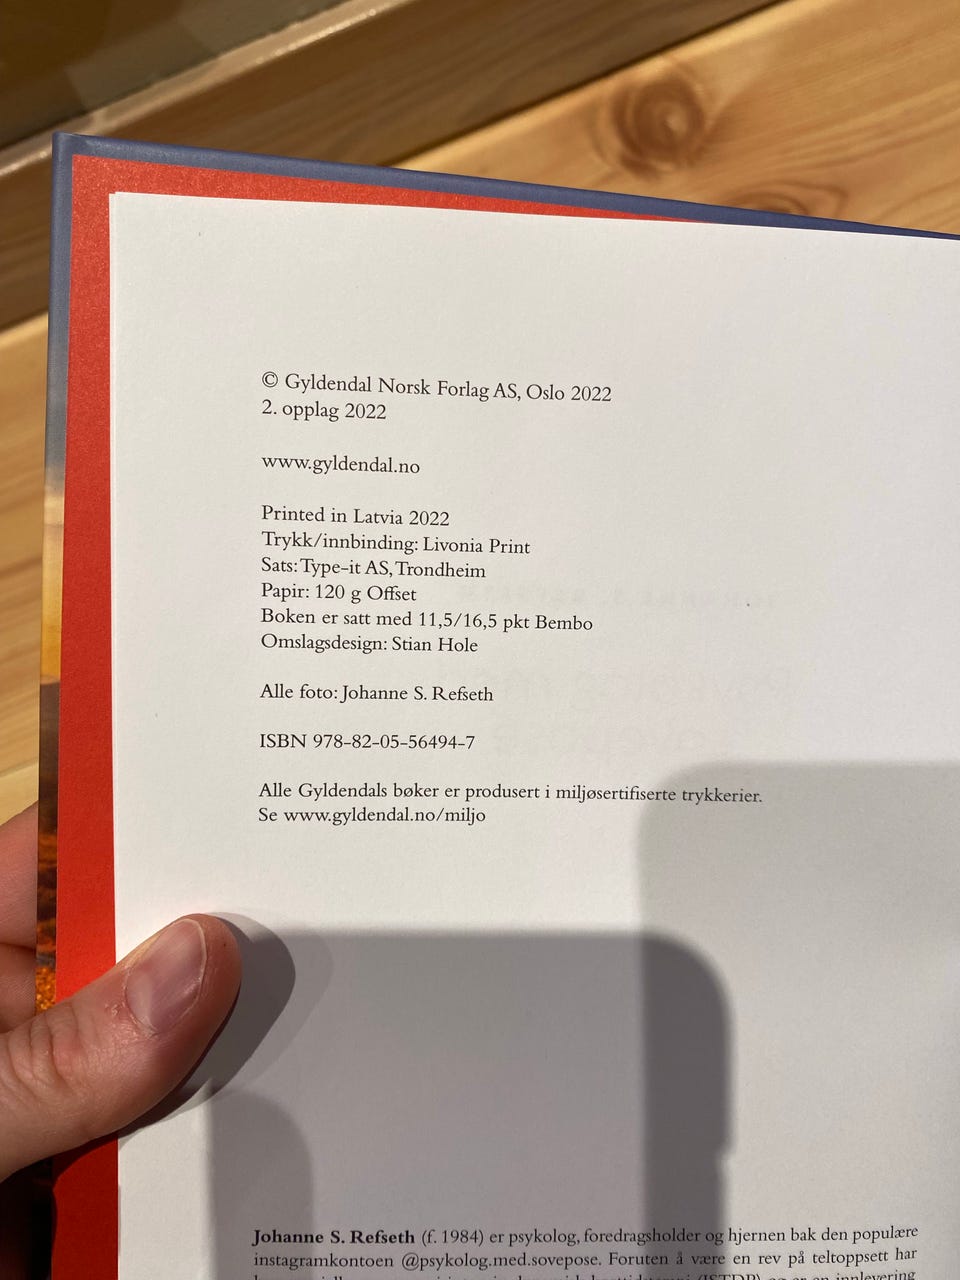 © Gyldendal Norsk Forlag AS, Oslo 2022
2. opplag 2022
www.gyldendal.no
Printed in Latvia 2022
Trykk/innbinding: Livonia Print
Sats: Type-it AS, Trondheim
Papir: 120 g Offset
Boken er satt med 11,5/16,5 pkt Bembo
Omslagsdesign: Stian Hole
Alle foto: Johanne S. Refseth
ISBN 978-82-05-56494-7
Alle Gyldendals bøker er produsert i miljøsertifiserte trykkerier.
Se www.gyldendal.no/miljo
Johanne S. Refseth (f. 1984) er psykolog, foredragsholder og hjernen bak den populære
instagramkontoen @psykolog.med.sovepose. Foruten å være en rev på teltoppsett har